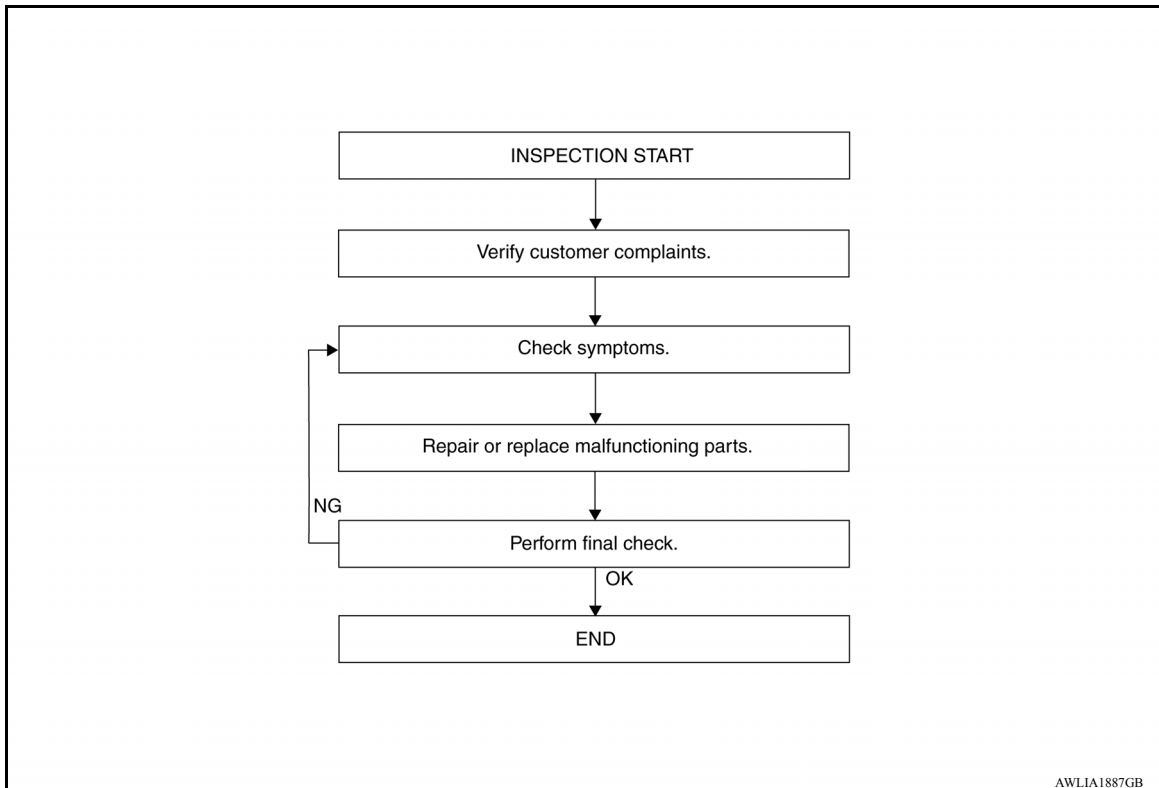 INSPECTION START
Verify customer complaints.
Check symptoms.
Repair or replace malfunctioning parts.
NG
Perform final check.
OK
END
AWLIA1887GB